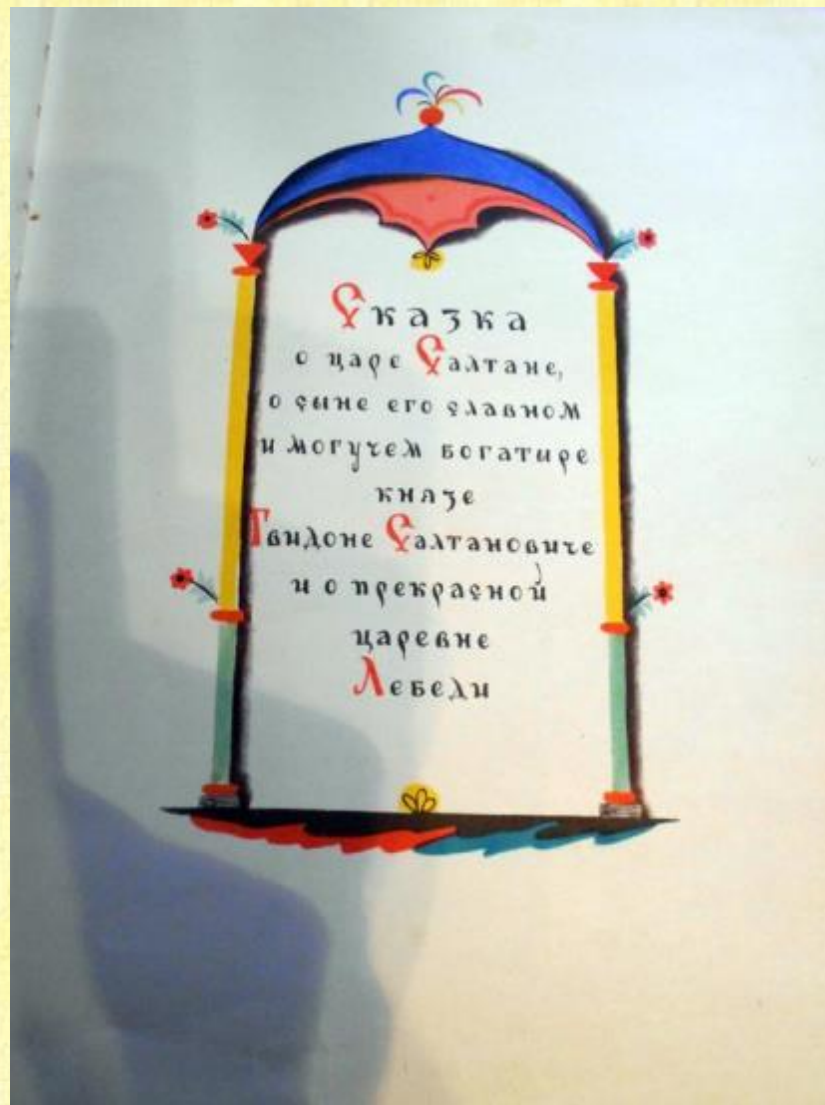 Сказка
о царе Салтане,
о сыне его славном
и могучем богатыре
князе
Гвидоне Салтановиче
и о прекрасной
царевне
Лебеди